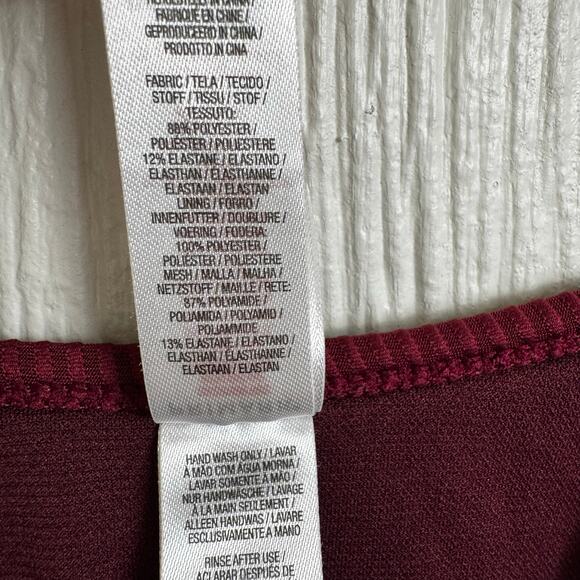 FABRIQUÉ EN CHINE /
GEPRODUCEERD IN CHINA /
PRODOTTO IN CINA
FABRIC / TELA / TECIDO /
STOFF / TISSU / STOF /
TESSUTO:
88% POLYESTER /
POLIÉSTER / POLIESTERE
12% ELASTANE / ELASTANO /
ELASTHAN / ELASTHANNE /
ELASTAAN / ELASTAN
LINING / FORRO /
INNENFUTTER / DOUBLURE /
VOERING / FODERA:
100% POLYESTER /
POLIÉSTER / POLIESTERE
MESH / MALLA / MALHA /
NETZSTOFF / MAILLE / RETE:
87% POLYAMIDE /
POLIAMIDA / POLYAMID /
POLIAMMIDE
13% ELASTANE / ELASTANO /
ELASTHAN / ELASTHANNE /
ELASTAAN / ELASTAN
HAND WASH ONLY / LAVAR
À MÃO COM ÁGUA MORNA /
LAVAR SOMENTE À MÃO /
NUR HANDWÄSCHE / LAVAGE
À LA MAIN SEULEMENT /
ALLEEN HANDWAS / LAVARE
ESCLUSIVAMENTE A MANO
RINSE AFTER USE /
ACLARAR DESPUÉS DE